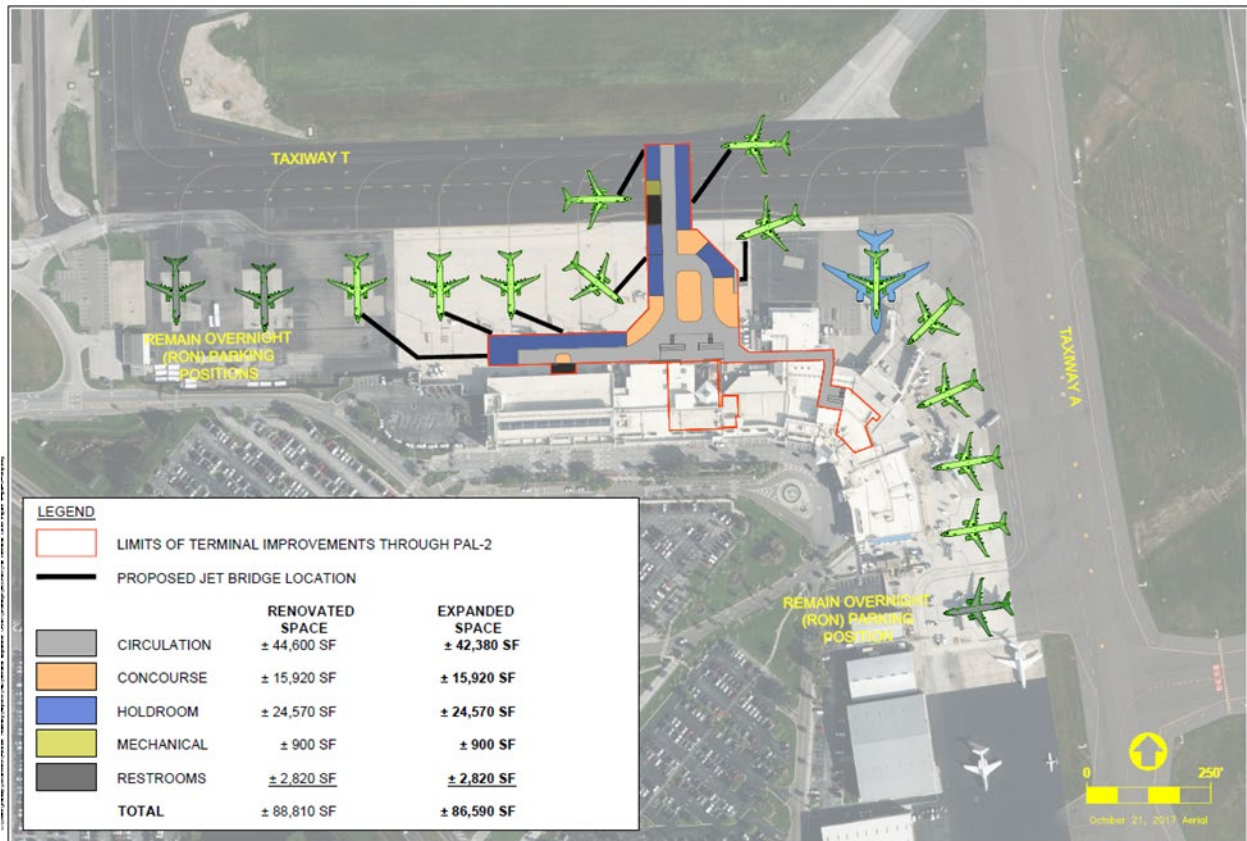 TAXIWAY T
REMAIN OVERNIGHT
(RON) PARKING
POSITIONS
TAXIWAY A
REMAIN OVERNIGHT
(RON) PARKING
POSITION
LEGEND
LIMITS OF TERMINAL IMPROVEMENTS THROUGH PAL-2
PROPOSED JET BRIDGE LOCATION
RENOVATED SPACE EXPANDED SPACE
CIRCULATION ± 44,600 SF ± 42,380 SF
CONCOURSE ± 15,920 SF ± 15,920 SF
HOLDROOM ± 24,570 SF ± 24,570 SF
MECHANICAL ± 900 SF ± 900 SF
RESTROOMS ± 2,820 SF ± 2,820 SF
TOTAL ± 88,810 SF ± 86,590 SF
0 250'
October 21, 2017 Aerial